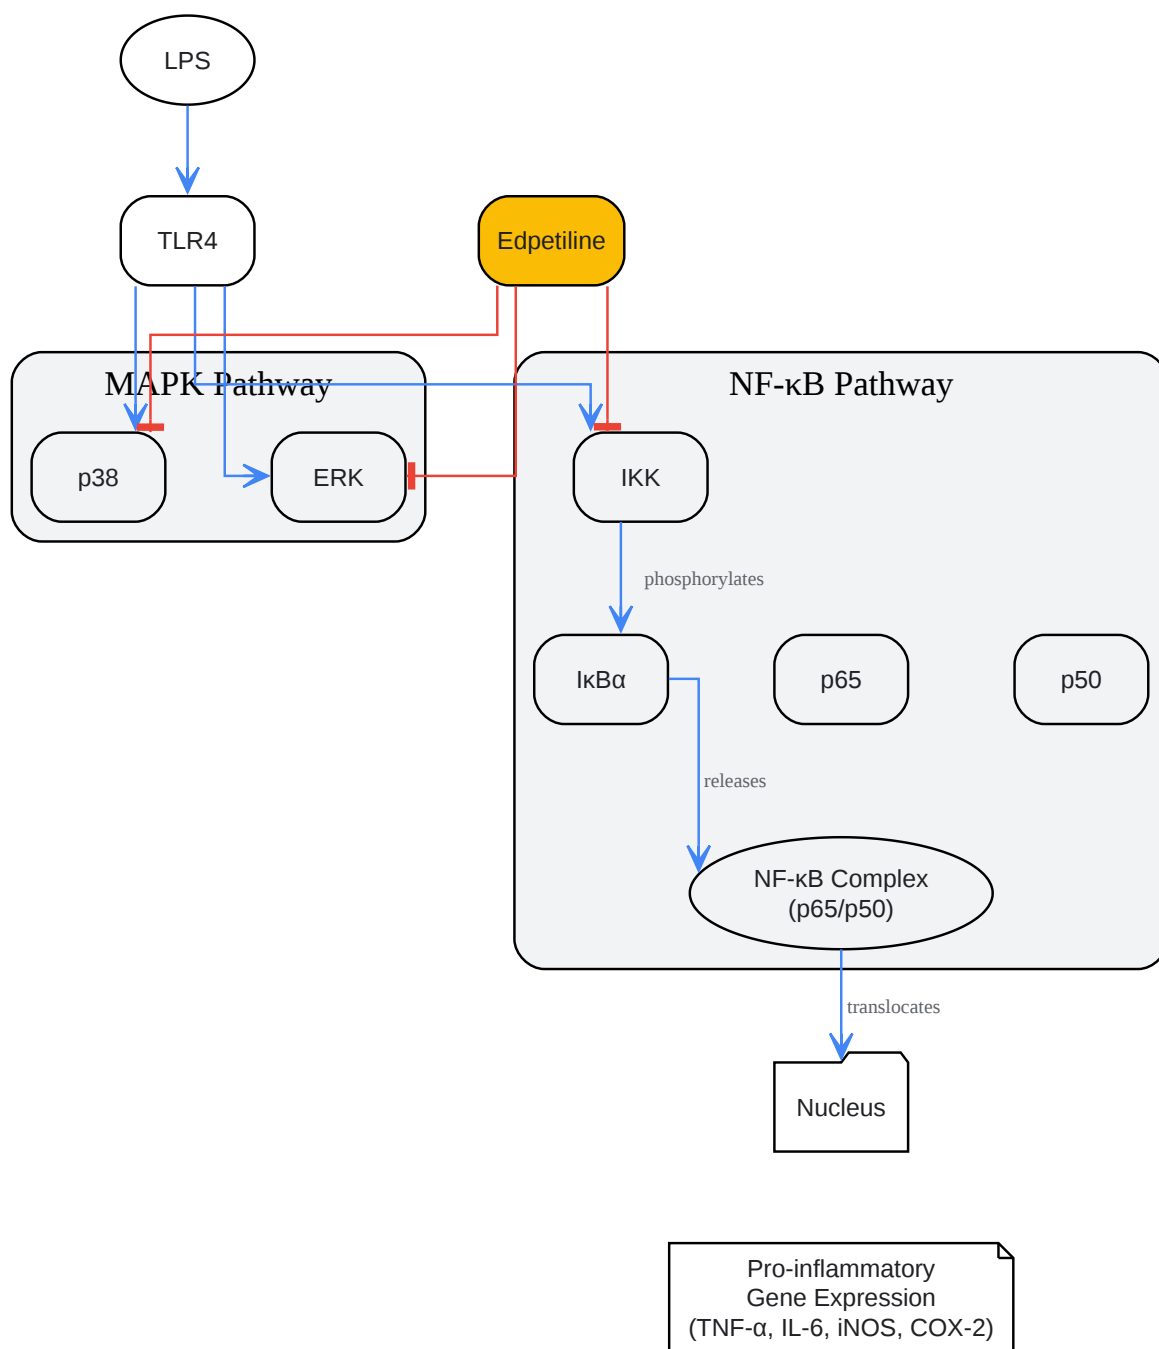 LPS
TLR4
Edpetiline
MAPK Pathway
NF-κB Pathway
p38
ERK
IKK
phosphorylates
IκBα
p65
p50
releases
NF-κB Complex
(p65/p50)
translocates
Nucleus
Pro-inflammatory
Gene Expression
(TNF-α, IL-6, iNOS, COX-2)